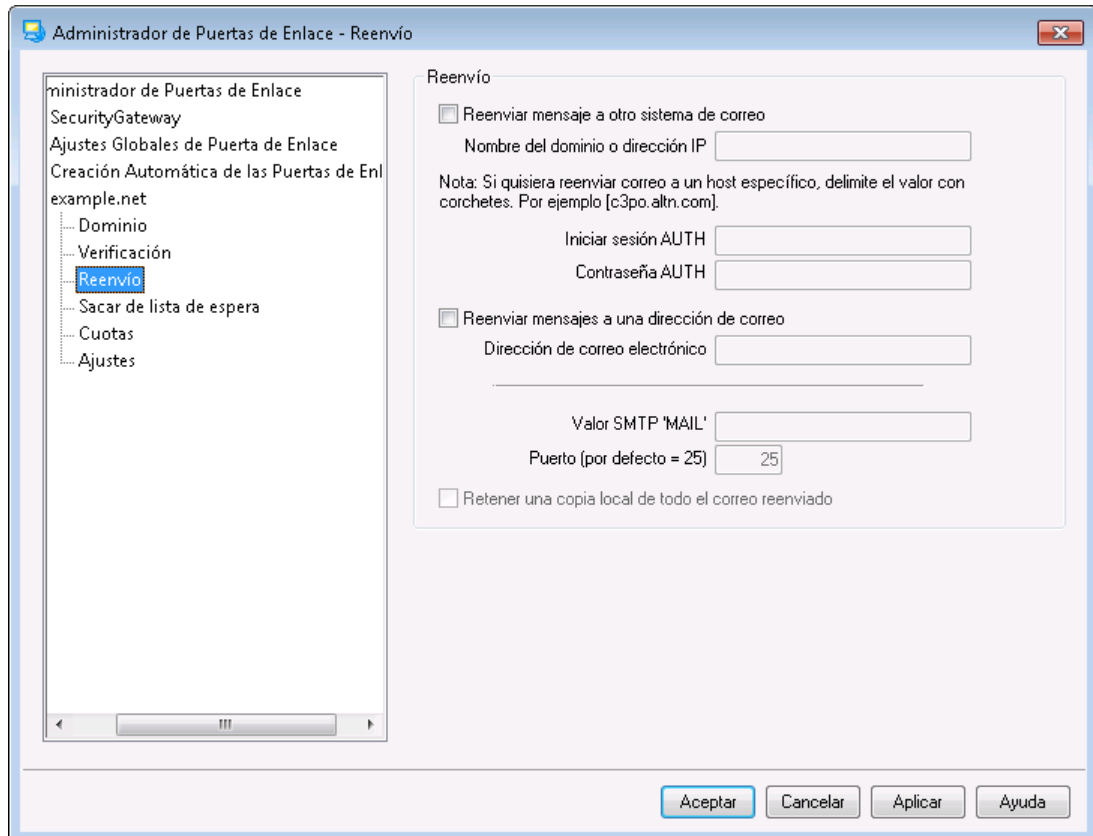 Administrador de Puertas de Enlace - Reenvío
ministrador de Puertas de Enlace
SecurityGateway
Ajustes Globales de Puerta de Enlace
Creación Automática de las Puertas de Enl
example.net
Dominio
Verificación
Reenvío
Sacar de lista de espera
Cuotas
Ajustes
Reenvío
Reenviar mensaje a otro sistema de correo
Nombre del dominio o dirección IP
Nota: Si quisiera reenviar correo a un host específico, delimite el valor con
corchetes. Por ejemplo [c3po.altn.com].
Iniciar sesión AUTH
Contraseña AUTH
Reenviar mensajes a una dirección de correo
Dirección de correo electrónico
Valor SMTP 'MAIL'
Puerto (por defecto = 25) 25
Retener una copia local de todo el correo reenviado
Aceptar Cancelar Aplicar Ayuda